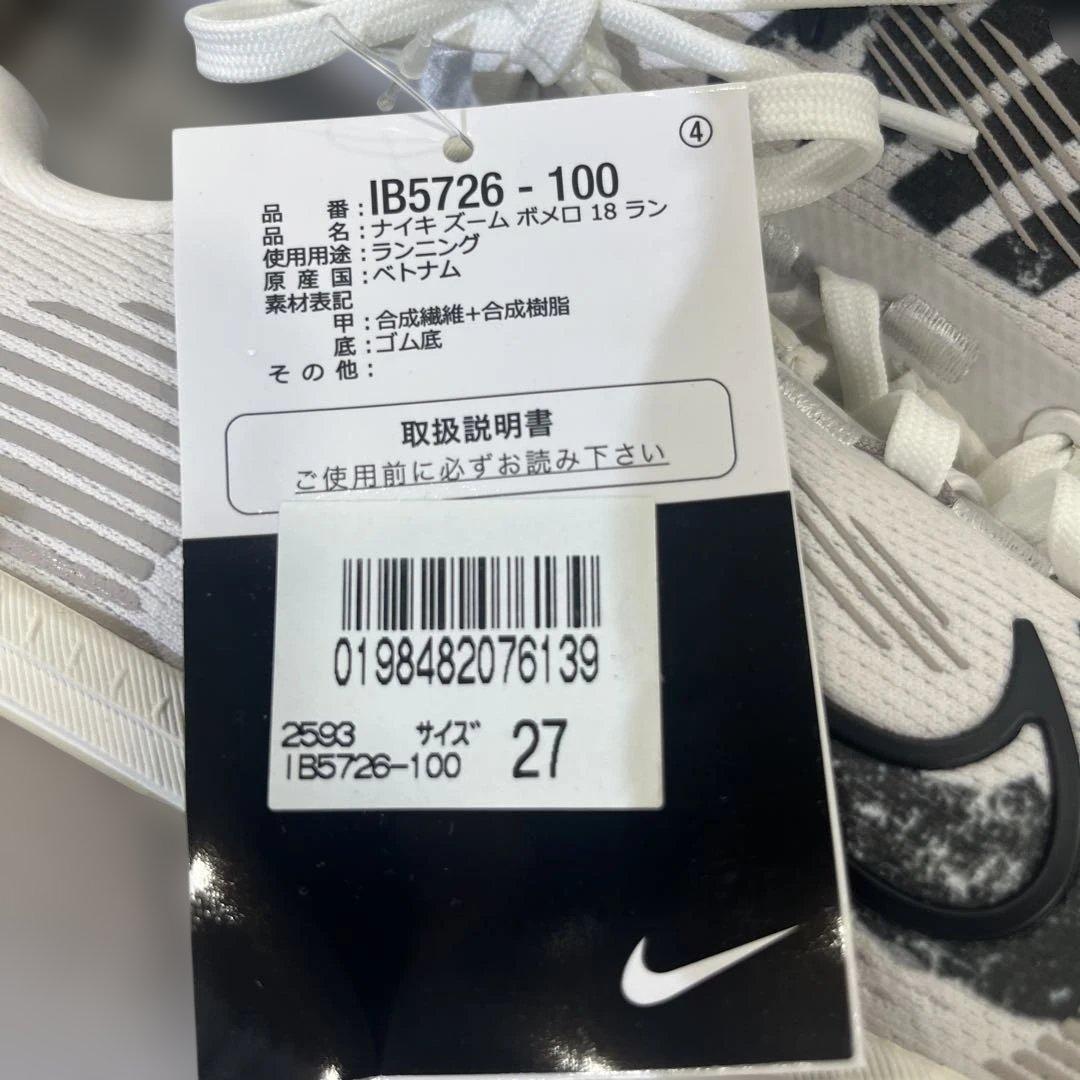 ④
品 番:IB5726 - 100
品 名:ナイキ ズーム ボメロ 18 ラン
使用用途:ランニング
原産国:ベトナム
素材表記
甲:合成繊維+合成樹脂
底:ゴム底
その他:
取扱説明書
ご使用前に必ずお読み下さい
0198482076139
2593 サイズ 27
IB5726-100